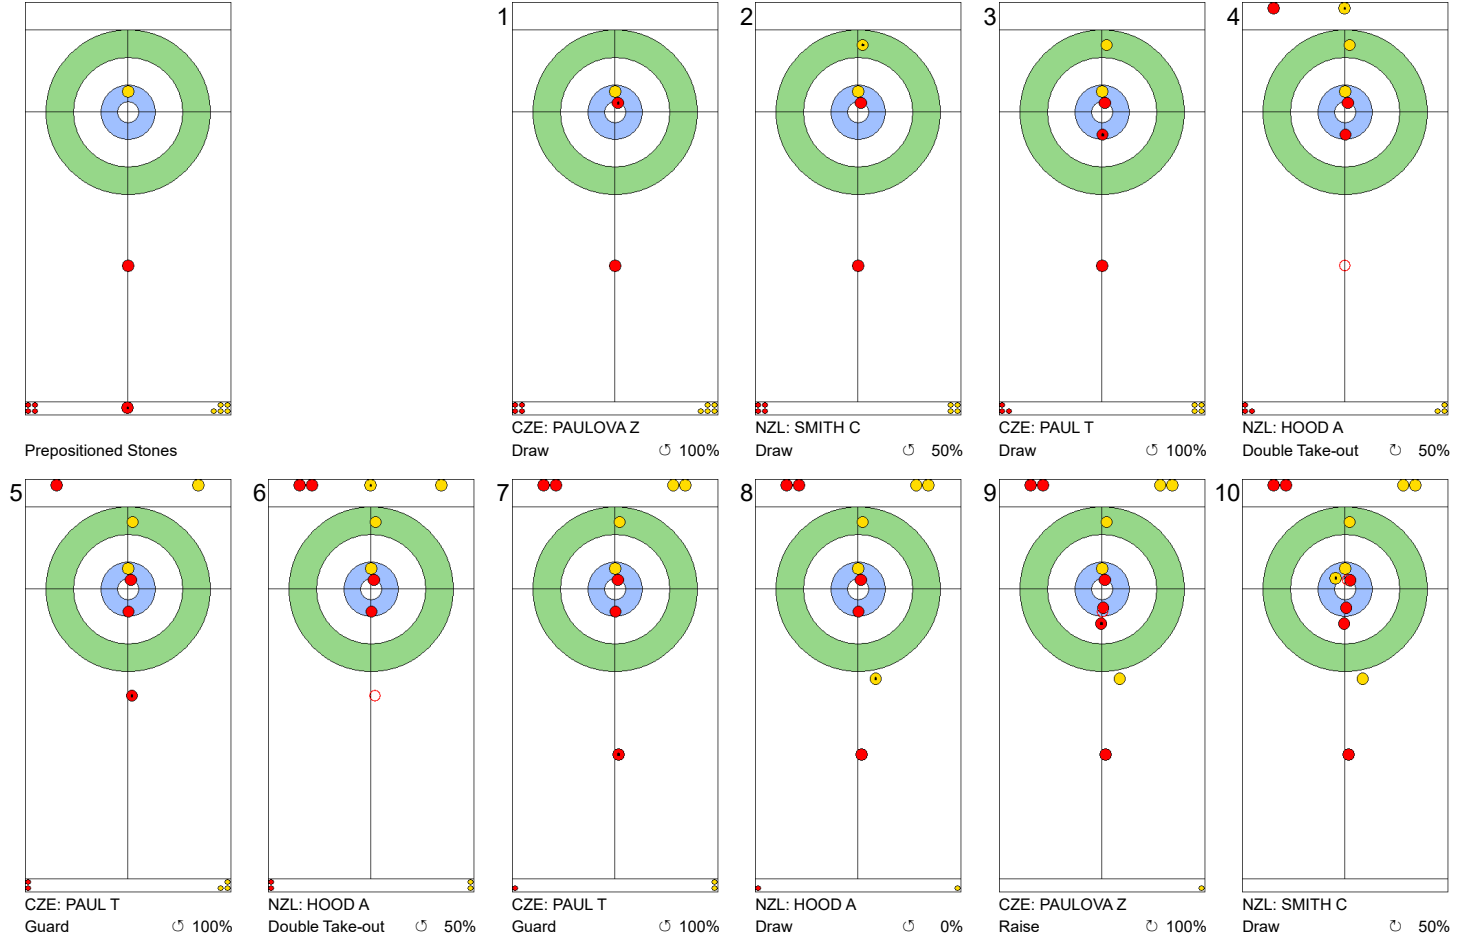 1
2
3
4
Prepositioned Stones
CZE: PAULOVA Z
Draw ↺ 100%
NZL: SMITH C
Draw ↺ 50%
CZE: PAUL T
Draw ↺ 100%
NZL: HOOD A
Double Take-out ↻ 50%
5
6
7
8
9
10
CZE: PAUL T
Guard ↺ 100%
NZL: HOOD A
Double Take-out ↺ 50%
CZE: PAUL T
Guard ↺ 100%
NZL: HOOD A
Draw ↺ 0%
CZE: PAULOVA Z
Raise ↻ 100%
NZL: SMITH C
Draw ↻ 50%